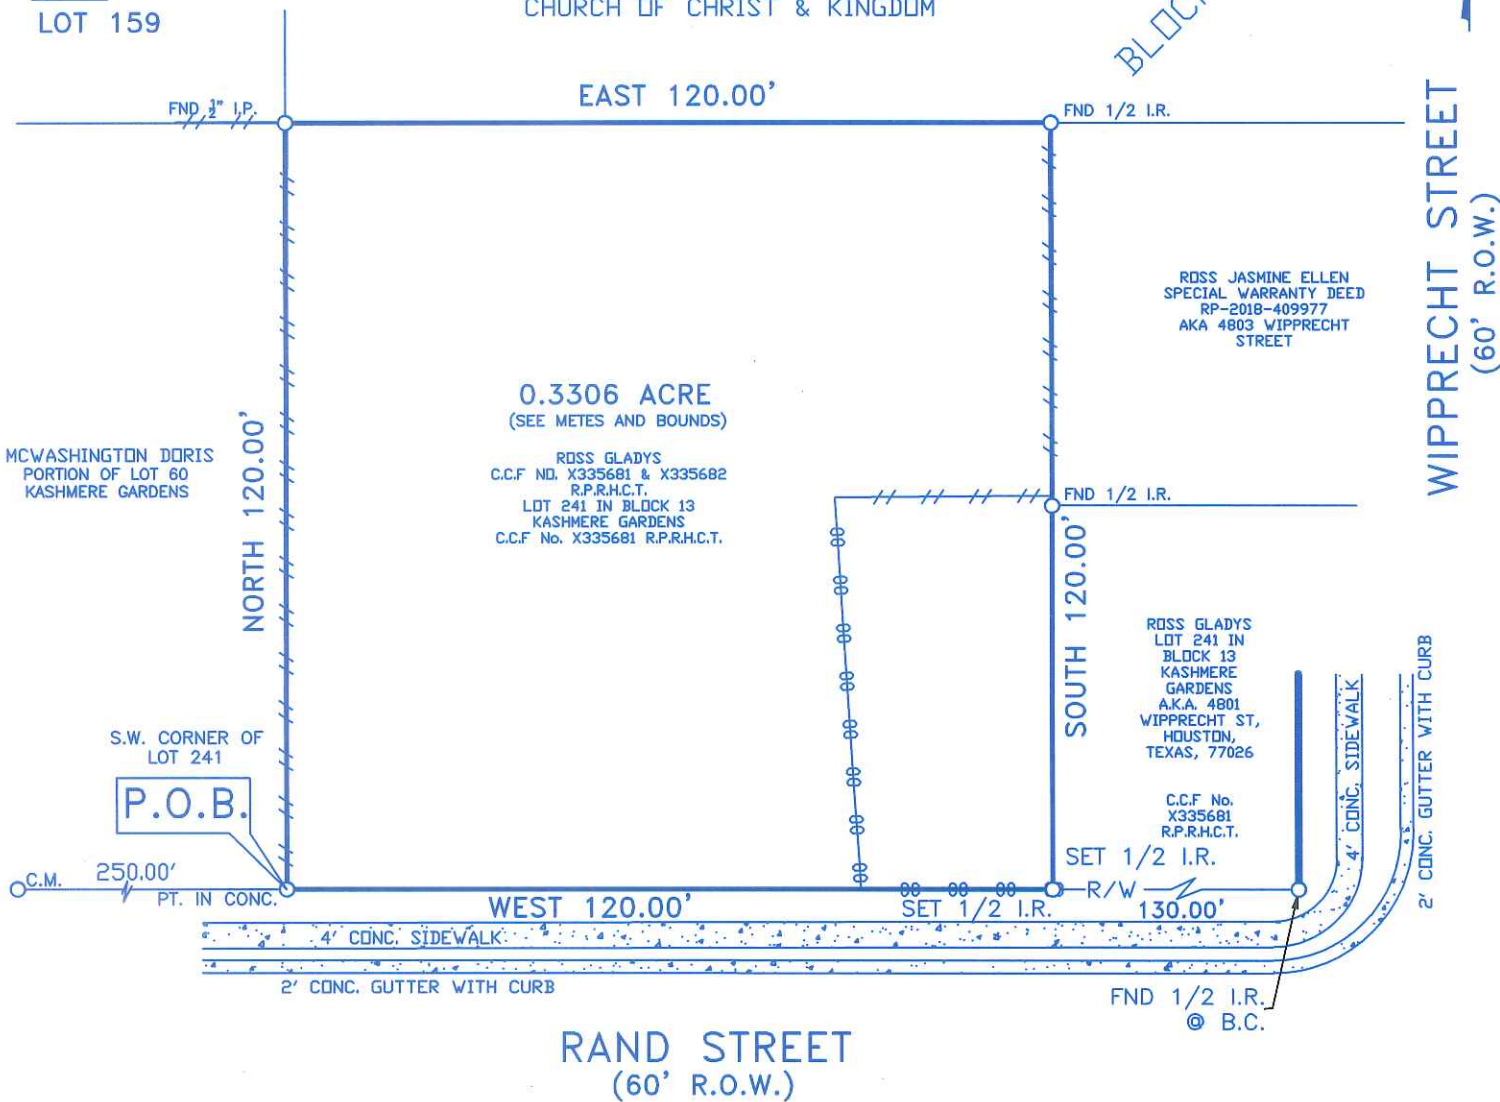 LOT 159
CHURCH OF CHRIST & KINGDOM
BLOCK
FND 1/2" I.P.
EAST 120.00'
FND 1/2 I.R.
WIPPRECHT STREET
(60' R.O.W.)
ROSS JASMINE ELLEN
SPECIAL WARRANTY DEED
RP-2018-409977
AKA 4803 WIPPRECHT
STREET
0.3306 ACRE
(SEE METES AND BOUNDS)
ROSS GLADYS
C.C.F NO. X335681 & X335682
R.P.R.H.C.T.
LOT 241 IN BLOCK 13
KASHMERE GARDENS
C.C.F No. X335681 R.P.R.H.C.T.
MCWASHINGTON DORIS
PORTION OF LOT 60
KASHMERE GARDENS
NORTH 120.00'
FND 1/2 I.R.
SOUTH 120.00'
ROSS GLADYS
LOT 241 IN
BLOCK 13
KASHMERE
GARDENS
A.K.A. 4801
WIPPRECHT ST,
HOUSTON,
TEXAS, 77026
C.C.F No.
X335681
R.P.R.H.C.T.
4' CONC. SIDEWALK
2' CONC. GUTTER WITH CURB
S.W. CORNER OF
LOT 241
P.O.B.
C.M.
250.00'
PT. IN CONC.
SET 1/2 I.R.
R/W
WEST 120.00'
SET 1/2 I.R.
130.00'
4' CONC. SIDEWALK
2' CONC. GUTTER WITH CURB
FND 1/2 I.R.
@ B.C.
RAND STREET
(60' R.O.W.)